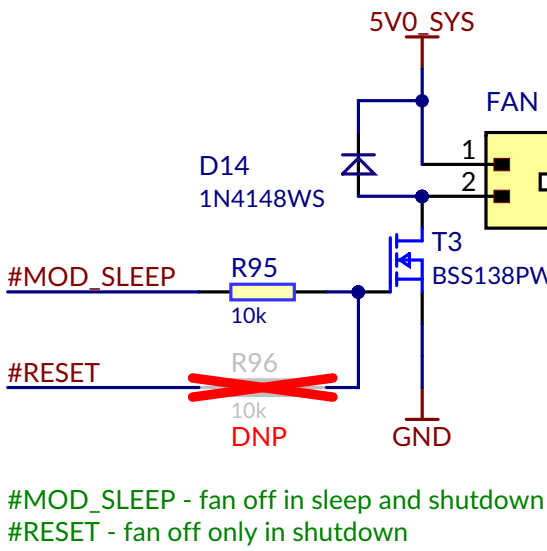 5V0_SYS
FAN
1
D14
2
1N4148WS
T3
#MOD_SLEEP
R95
BSS138PW
10k
R96
#RESET
10k
DNP
GND
#MOD_SLEEP - fan off in sleep and shutdown
#RESET - fan off only in shutdown